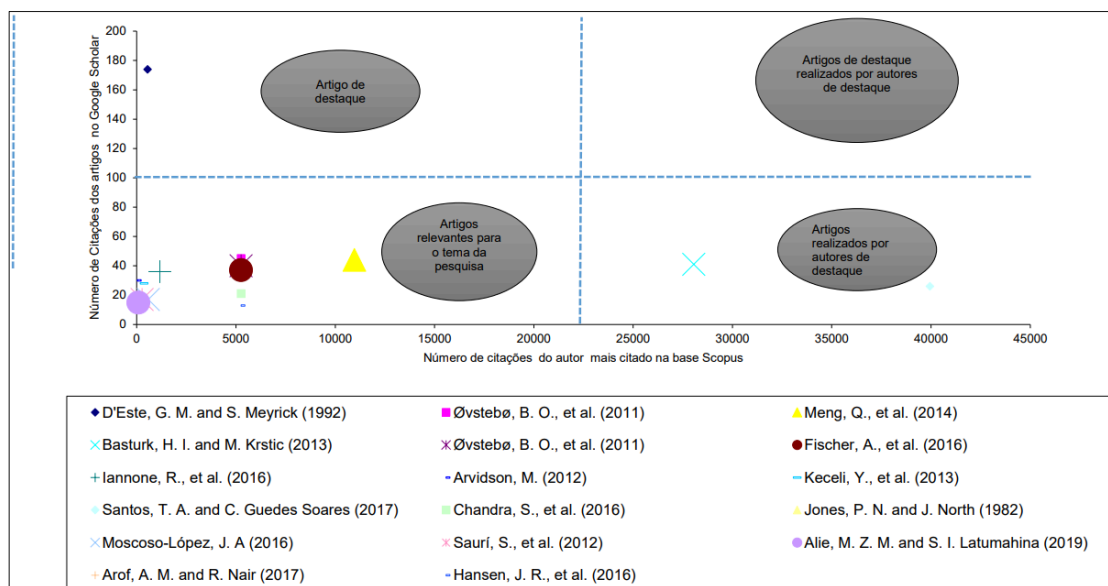 Número de Citações dos artigos no Google Scholar
200
180
160
140
120
100
80
60
40
20
0
Artigo de
destaque
Artigos de destaque
realizados por autores
de destaque
Artigos
relevantes para
o tema da
pesquisa
Artigos
realizados por
autores de
destaque
0 5000 10000 15000 20000 25000 30000 35000 40000 45000
Número de citações do autor mais citado na base Scopus
D'Este, G. M. and S. Meyrick (1992) Øvstebø, B. O., et al. (2011) Meng, Q., et al. (2014)
Basturk, H. I. and M. Krstic (2013) Øvstebø, B. O., et al. (2011) Fischer, A., et al. (2016)
Iannone, R., et al. (2016) Arvidson, M. (2012) Keceli, Y., et al. (2013)
Santos, T. A. and C. Guedes Soares (2017) Chandra, S., et al. (2016) Jones, P. N. and J. North (1982)
Moscoso-López, J. A (2016) Saurí, S., et al. (2012) Alie, M. Z. M. and S. I. Latumahina (2019)
Arof, A. M. and R. Nair (2017) Hansen, J. R., et al. (2016)